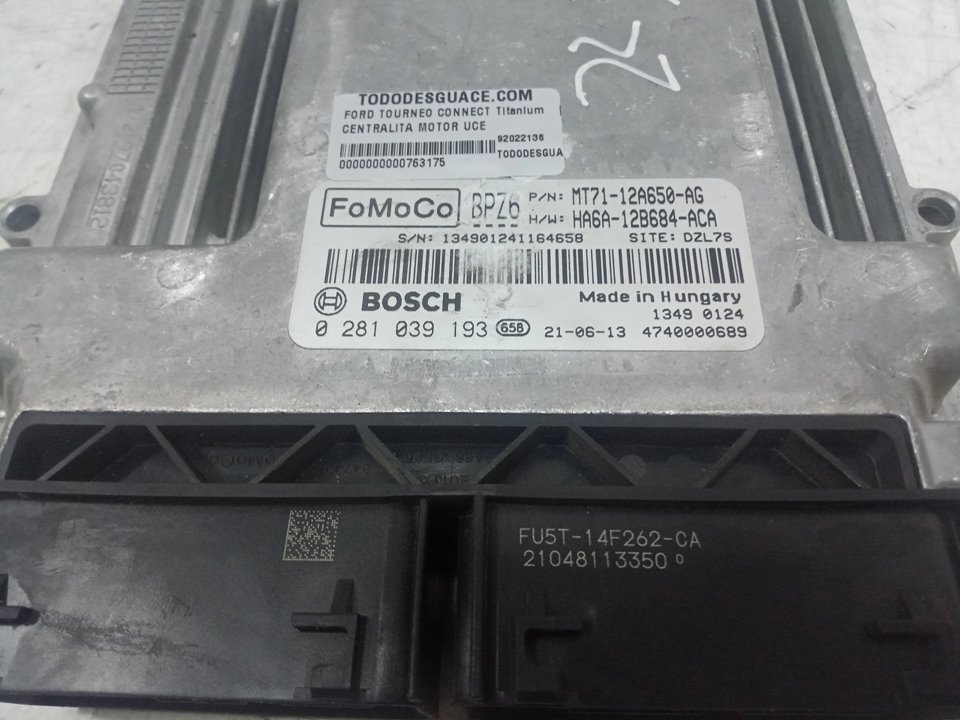 TODODESGUACE.COM
FORD TOURNEO CONNECT Titanium
CENTRALITA MOTOR UCE
92022138
0000000000763175
TODODESGUA
FoMoCo BPZ6 P/N: MT71-12A650-AG
H/W: HA6A-12B684-ACA
S/N: 134901241164658 SITE: DZL7S
BOSCH Made in Hungary
1349 0124
0 281 039 193 658 21-06-13 4740000689
FoMoCo
FU5T-14F262-CA
21048113350